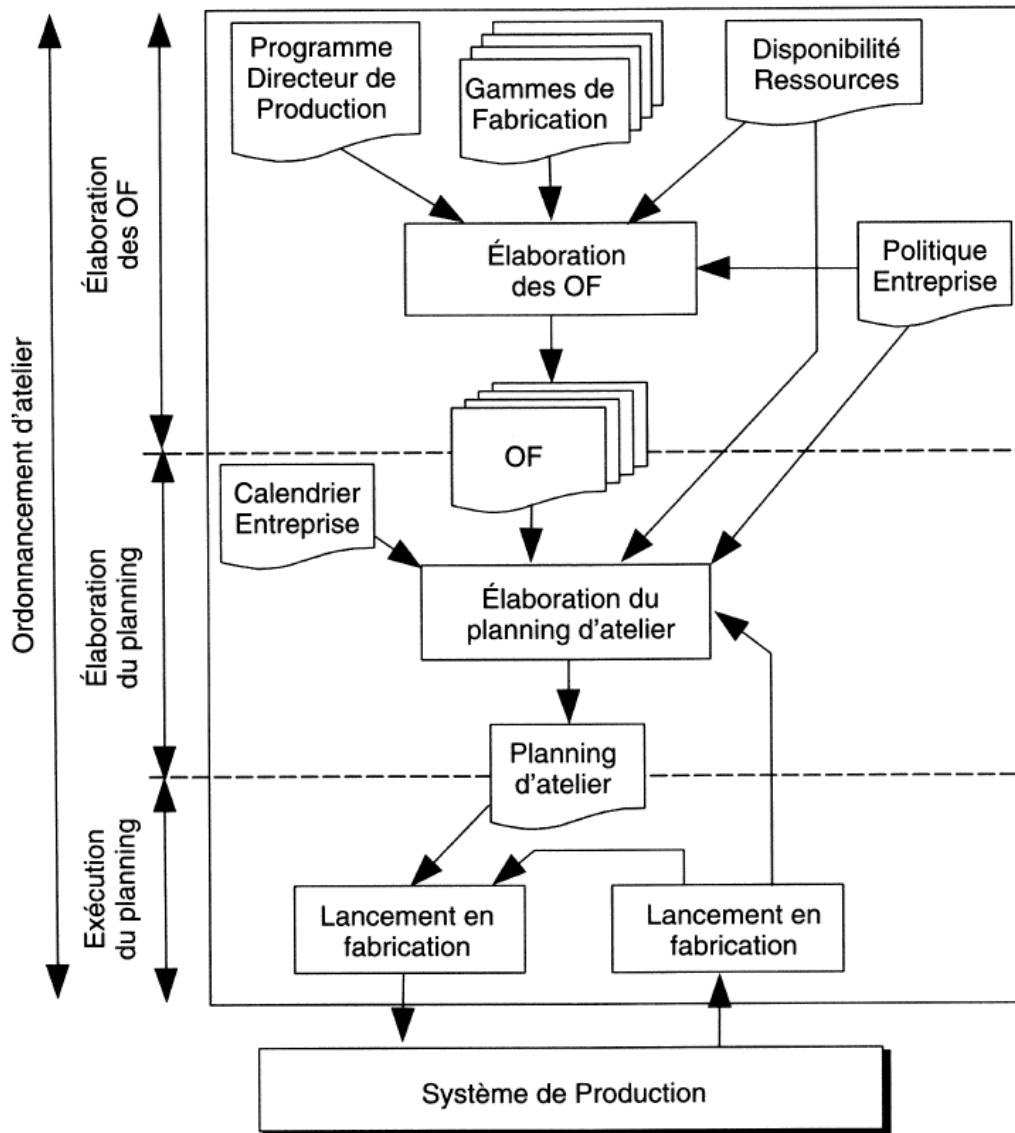 Programme
Directeur de
Production
Gammes de
Fabrication
Disponibilité
Ressources
Élaboration
des OF
Élaboration
des OF
Politique
Entreprise
Ordonnancement d'atelier
OF
Calendrier
Entreprise
Élaboration
du planning
Élaboration du
planning d'atelier
Planning
d'atelier
Exécution
du planning
Lancement en
fabrication
Lancement en
fabrication
Système de Production